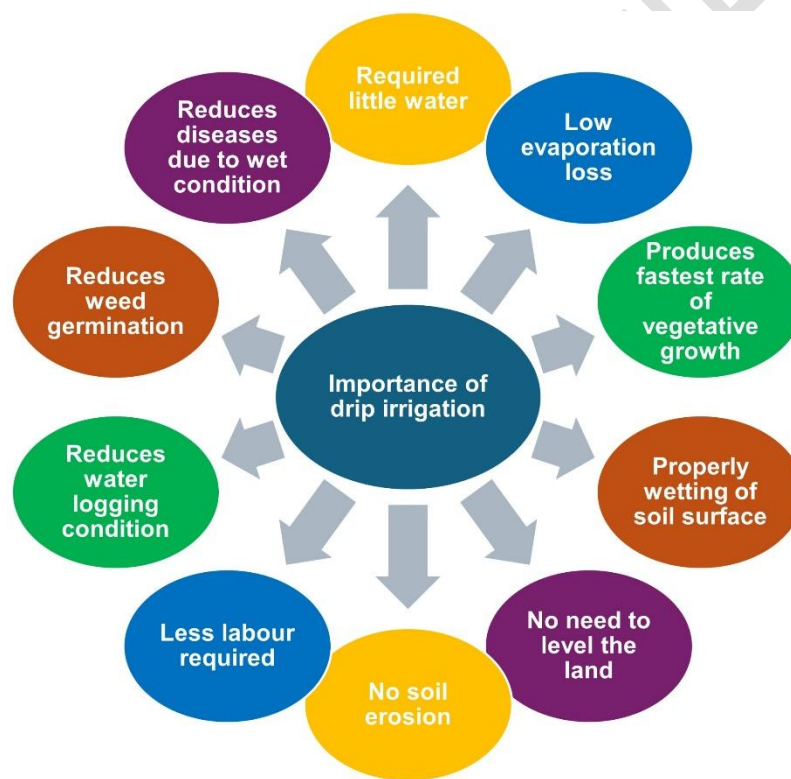 Required
little water
Low
evaporation
loss
Produces
fastest rate
of
vegetative
growth
Properly
wetting of
soil surface
No need to
level the
land
No soil
erosion
Less labour
required
Reduces
water
logging
condition
Reduces
weed
germination
Reduces
diseases
due to wet
condition
Importance of
drip irrigation